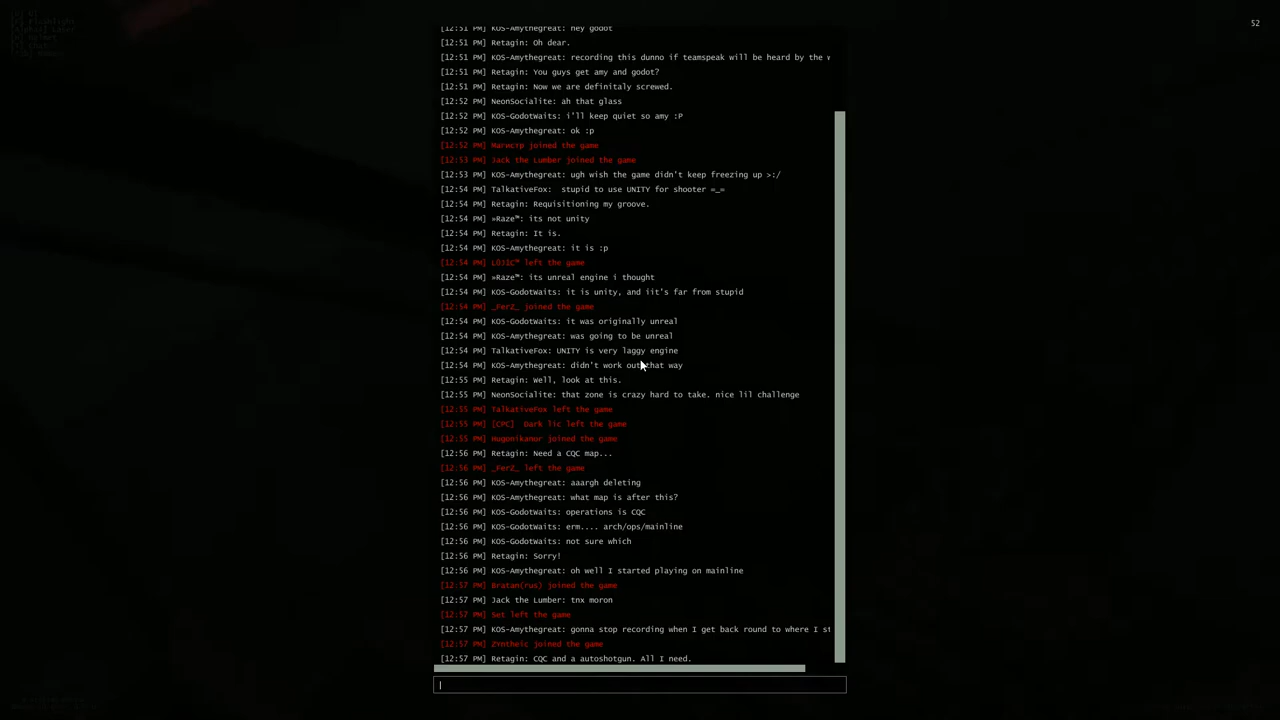 52
[12:51 PM] KOS-Amythegreat: hey godot
[12:51 PM] Retagin: Oh dear.
[12:51 PM] KOS-Amythegreat: recording this dunno if teamspeak will be heard by the
[12:51 PM] Retagin: You guys get amy and godot?
[12:51 PM] Retagin: Now we are definitaly screwed.
[12:52 PM] NeonSocialite: ah that glass
[12:52 PM] KOS-GodotWaits: i'll keep quiet so amy :P
[12:52 PM] KOS-Amythegreat: ok :p
[12:52 PM] Магистр joined the game
[12:53 PM] Jack the Lumber joined the game
[12:53 PM] KOS-Amythegreat: ugh wish the game didn't keep freezing up >:/
[12:54 PM] TalkativeFox:  stupid to use UNITY for shooter =_=
[12:54 PM] Retagin: Requisitioning my groove.
[12:54 PM] »Raze™: its not unity
[12:54 PM] Retagin: It is.
[12:54 PM] KOS-Amythegreat: it is :p
[12:54 PM] LOJIC™ left the game
[12:54 PM] »Raze™: its unreal engine i thought
[12:54 PM] KOS-GodotWaits: it is unity, and iit's far from stupid
[12:54 PM] _FerZ_ joined the game
[12:54 PM] KOS-GodotWaits: it was originally unreal
[12:54 PM] KOS-Amythegreat: was going to be unreal
[12:54 PM] TalkativeFox: UNITY is very laggy engine
[12:54 PM] KOS-Amythegreat: didn't work out that way
[12:55 PM] Retagin: Well, look at this.
[12:55 PM] NeonSocialite: that zone is crazy hard to take. nice lil challenge
[12:55 PM] TalkativeFox left the game
[12:55 PM] [CPC]  Dark lic left the game
[12:55 PM] Hugonikanor joined the game
[12:56 PM] Retagin: Need a CQC map...
[12:56 PM] _FerZ_ left the game
[12:56 PM] KOS-Amythegreat: aaargh deleting
[12:56 PM] KOS-Amythegreat: what map is after this?
[12:56 PM] KOS-GodotWaits: operations is CQC
[12:56 PM] KOS-GodotWaits: erm.... arch/ops/mainline
[12:56 PM] KOS-GodotWaits: not sure which
[12:56 PM] Retagin: Sorry!
[12:56 PM] KOS-Amythegreat: oh well I started playing on mainline
[12:57 PM] Bratan(rus) joined the game
[12:57 PM] Jack the Lumber: tnx moron
[12:57 PM] Set left the game
[12:57 PM] KOS-Amythegreat: gonna stop recording when I get back round to where I st
[12:57 PM] ZYntheic joined the game
[12:57 PM] Retagin: CQC and a autoshotgun. All I need.